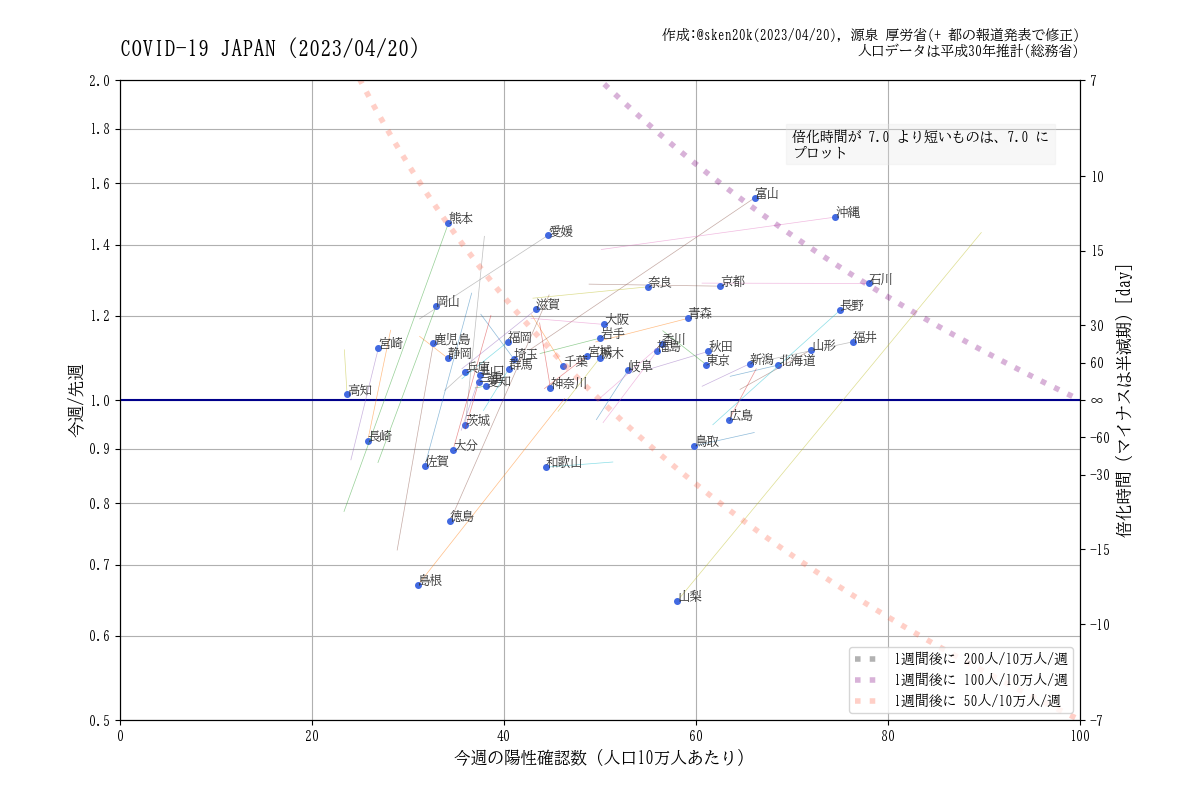 COVID-19 JAPAN (2023/04/20)
作成:@sken20k(2023/04/20), 源泉 厚労省(+ 都の報道発表で修正)
人口データは平成30年推計(総務省)
倍化時間が 7.0 より短いものは、7.0 に
プロット
2.0
1.8
1.6
1.4
1.2
1.0
0.9
0.8
0.7
0.6
0.5
今週/先週
7
10
15
30
60
∞
-60
-30
-15
-10
-7
倍化時間 (マイナスは半減期) [day]
富山
沖縄
熊本
愛媛
石川
奈良
京都
岡山
滋賀
長野
青森
大阪
鹿児島
福岡
岩手
香川
福島
福井
宮崎
静岡
埼玉
宮城
栃木
秋田
山形
兵庫
群馬
千葉
岐阜
東京
新潟
北海道
山口
愛知
神奈川
高知
茨城
広島
長崎
大分
鳥取
佐賀
和歌山
徳島
島根
山梨
1週間後に 200人/10万人/週
1週間後に 100人/10万人/週
1週間後に 50人/10万人/週
0
20
40
60
80
100
今週の陽性確認数 (人口10万人あたり)